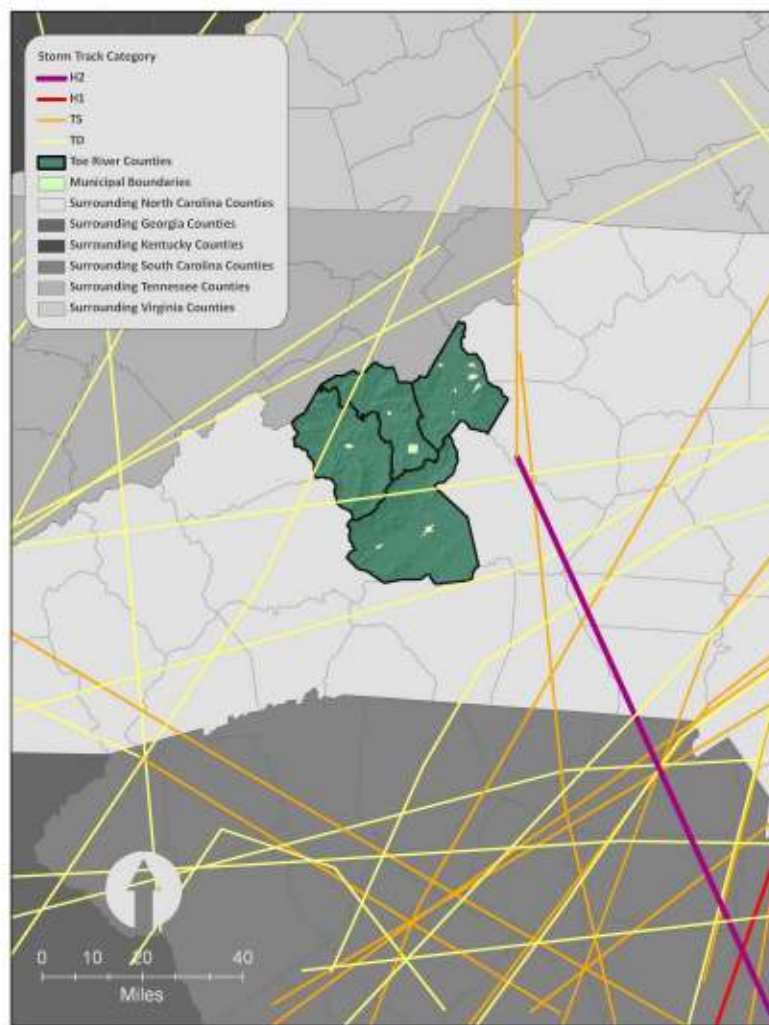 Storm Track Category
H2
H1
TS
TD
Toe River Counties
Municipal Boundaries
Surrounding North Carolina Counties
Surrounding Georgia Counties
Surrounding Kentucky Counties
Surrounding South Carolina Counties
Surrounding Tennessee Counties
Surrounding Virginia Counties
0 10 20 40
Miles